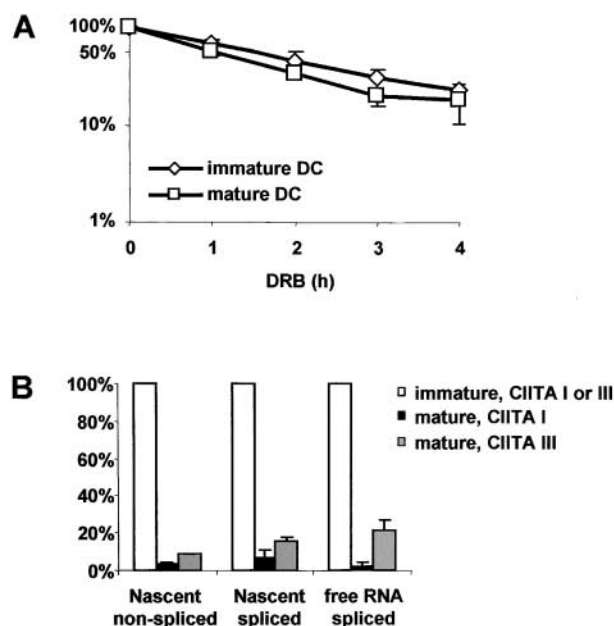 A
100%
50%
10%
1%
immature DC
mature DC
0 1 2 3 4
DRB (h)
B
100%
80%
60%
40%
20%
0%
immature, CIITA I or III
mature, CIITA I
mature, CIITA III
Nascent non-spliced
Nascent spliced
free RNA spliced